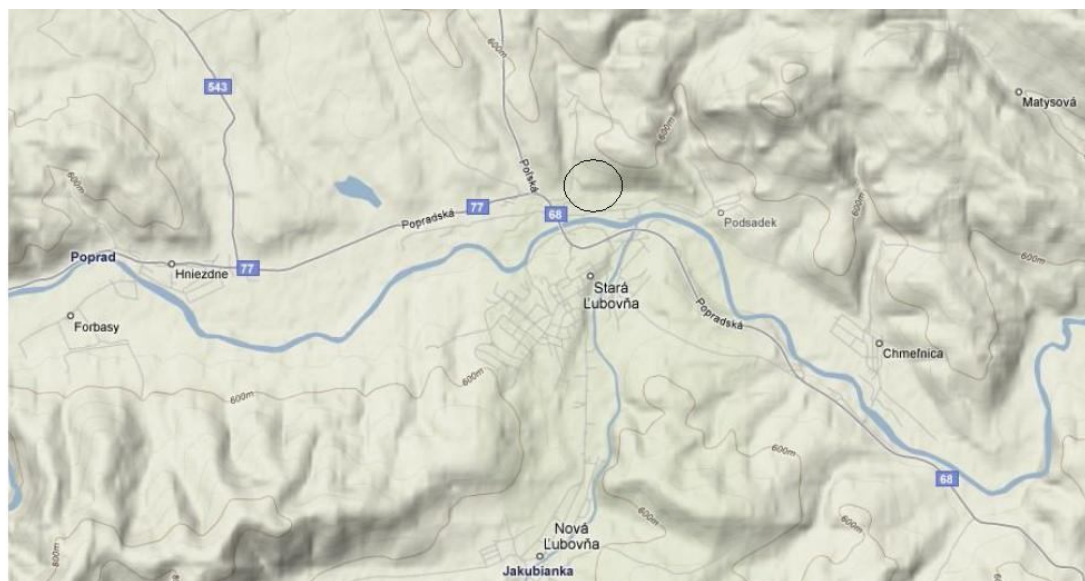 600m
543
Matysová
600m
Poľská
600m
77
Popradská
68
Podsadek
600m
Poprad
Hniezdne
77
Stará
Ľubovňa
Forbasy
Popradská
Chmeľnica
600m
600m
600m
600m
68
600m
800m
600m
Nová
Ľubovňa
Jakubianka